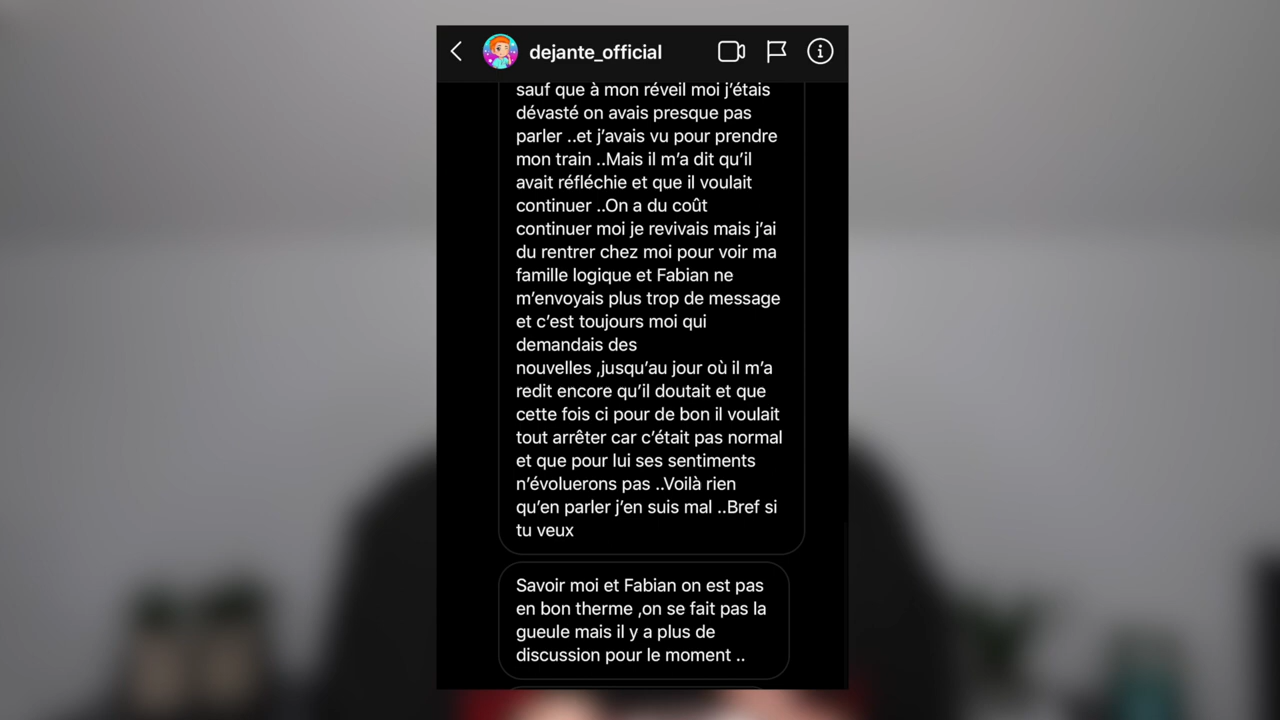 dejante_official
sauf que à mon réveil moi j’étais
dévasté on avais presque pas
parler ..et j’avais vu pour prendre
mon train ..Mais il m’a dit qu’il
avait réfléchie et que il voulait
continuer ..On a du coût
continuer moi je revivais mais j’ai
du rentrer chez moi pour voir ma
famille logique et Fabian ne
m’envoyais plus trop de message
et c’est toujours moi qui
demandais des
nouvelles ,jusqu’au jour où il m’a
redit encore qu’il doutait et que
cette fois ci pour de bon il voulait
tout arrêter car c’était pas normal
et que pour lui ses sentiments
n’évoluerons pas ..Voilà rien
qu’en parler j’en suis mal ..Bref si
tu veux
Savoir moi et Fabian on est pas
en bon therme ,on se fait pas la
gueule mais il y a plus de
discussion pour le moment ..